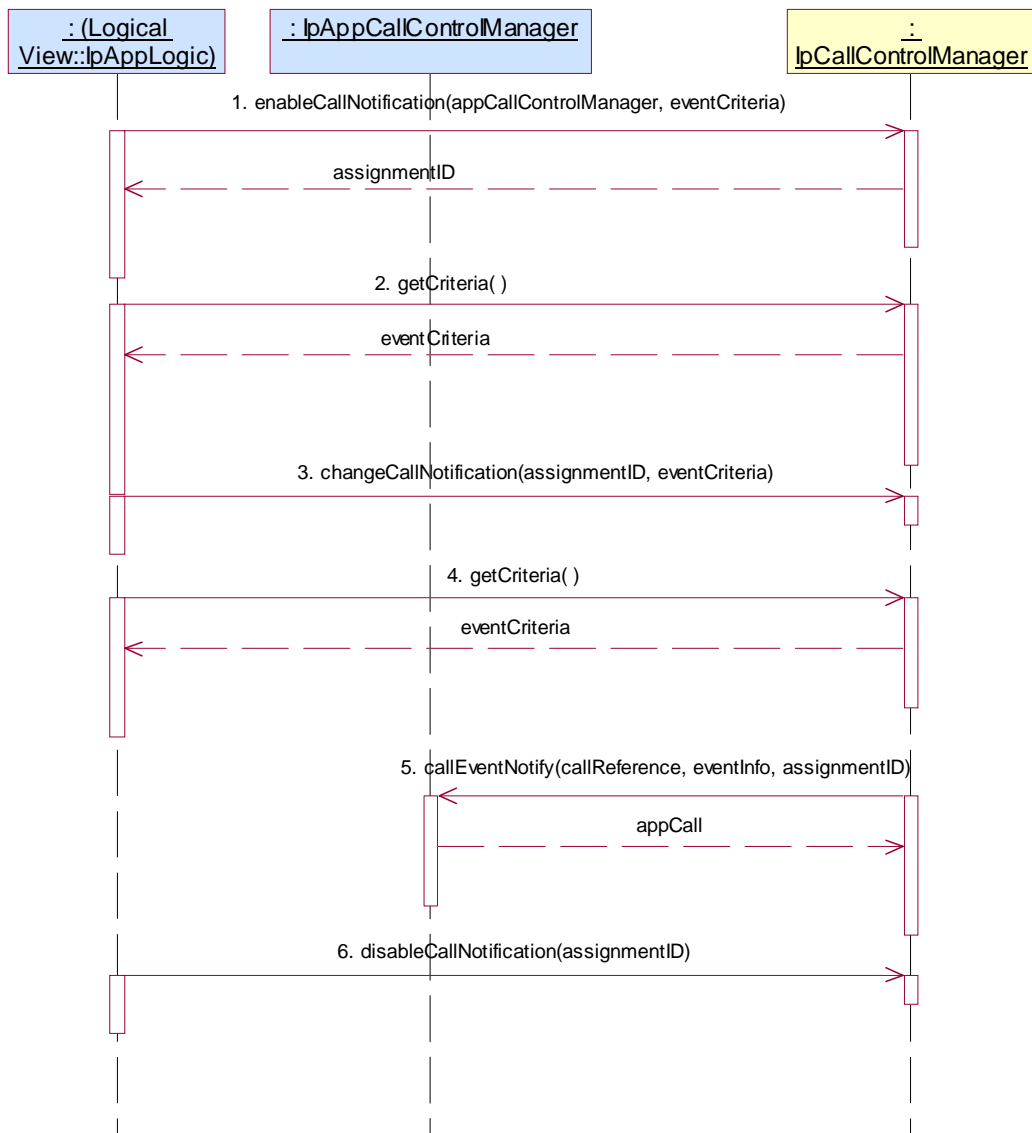 : (Logical
View::IpAppLogic)
: IpAppCallControlManager
:
IpCallControlManager
1. enableCallNotification(appCallControlManager, eventCriteria)
assignmentID
2. getCriteria( )
eventCriteria
3. changeCallNotification(assignmentID, eventCriteria)
4. getCriteria( )
eventCriteria
5. callEventNotify(callReference, eventInfo, assignmentID)
appCall
6. disableCallNotification(assignmentID)